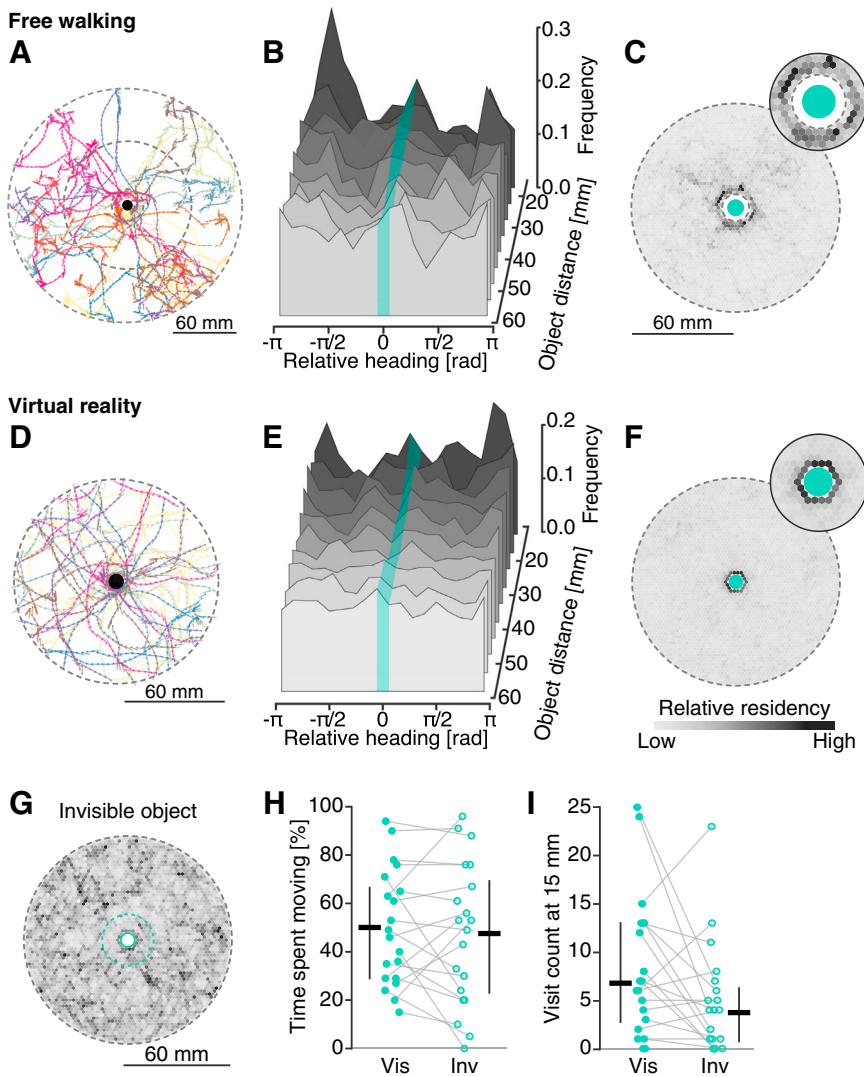 Free walking
A
B
C
0.3
0.2
0.1
0.0
Frequency
20
30
40
50
60
Object distance [mm]
-π -π/2 0 π/2 π
Relative heading [rad]
60 mm
60 mm
Virtual reality
D
E
F
0.2
0.1
0.0
Frequency
20
30
40
50
60
Object distance [mm]
-π -π/2 0 π/2 π
Relative heading [rad]
60 mm
Relative residency
Low High
G
Invisible object
60 mm
H
Time spent moving [%]
100
80
60
40
20
0
Vis Inv
I
Visit count at 15 mm
25
20
15
10
5
0
Vis Inv